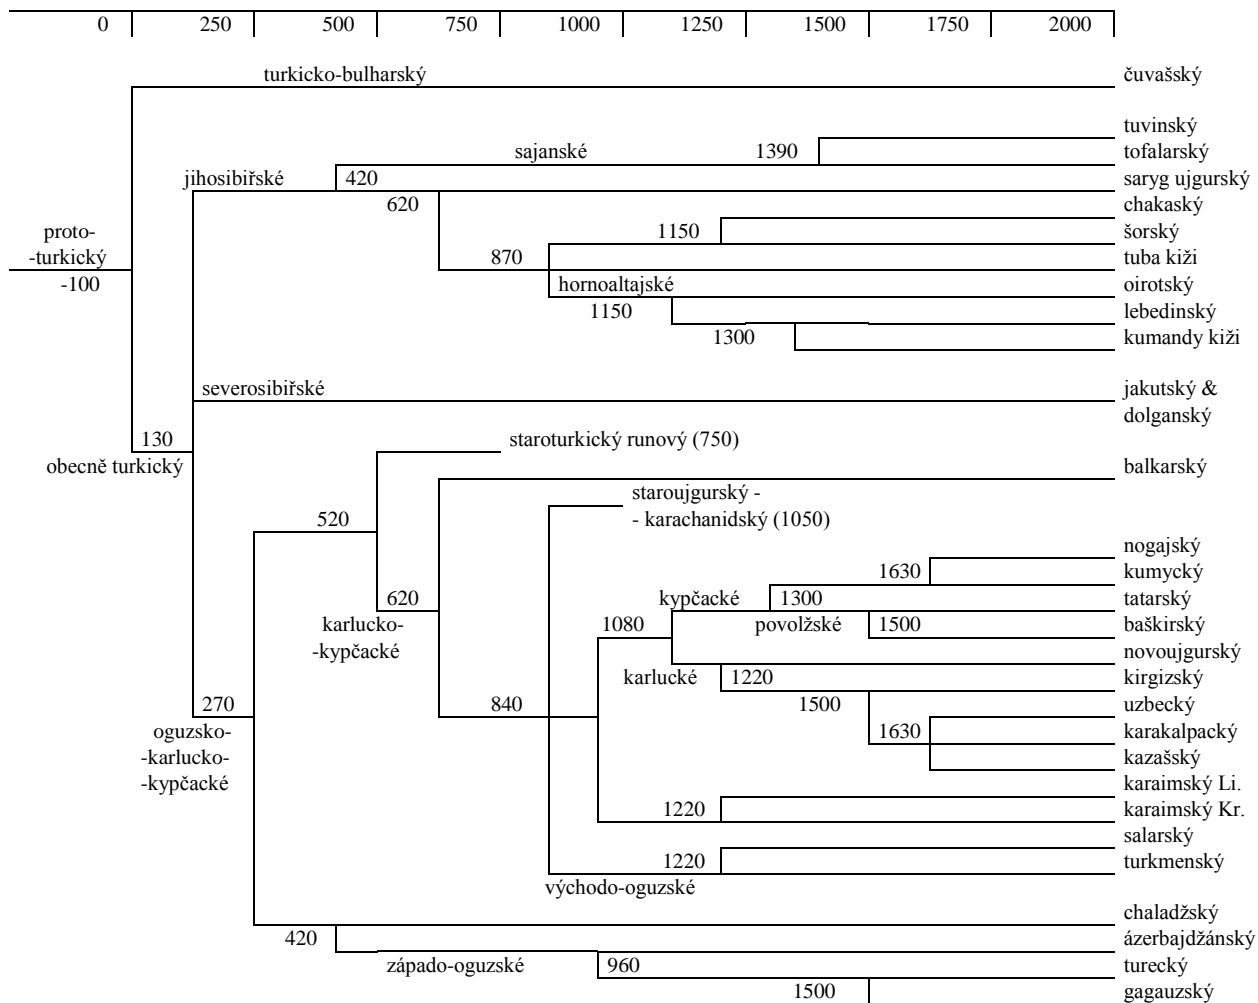 0 250 500 750 1000 1250 1500 1750 2000
turkicko-bulharský čuvašský
tuvinský
sajanské 1390 tofalarský
jihosibiřské 420 saryg ujgurský
620 chakaský
proto- 1150 šorský
-turkický 870 tuba kiži
-100 hornoaltajské oirotský
1150 lebedinský
1300 kumandy kiži
severosibiřské jakutský &
dolganský
130 staroturkický runový (750)
obecně turkický balkarský
staroujgurský -
520 - karachanidský (1050)
nogajský
1630 kumycký
620 kypčacké 1300 tatarský
karlucko- 1080 povolžské 1500 baškirský
-kypčacké novoujgurský
karlucké 1220 kirgizský
270 840 1500 uzbecký
oguzsko- 1630 karakalpacký
-karlucko- kazašský
-kypčacké karaimský Li.
1220 karaimský Kr.
salarský
1220 turkmenský
východo-oguzské
chaladžský
420 ázerbajdžánský
západo-oguzské 960 turecký
1500 gagauzský